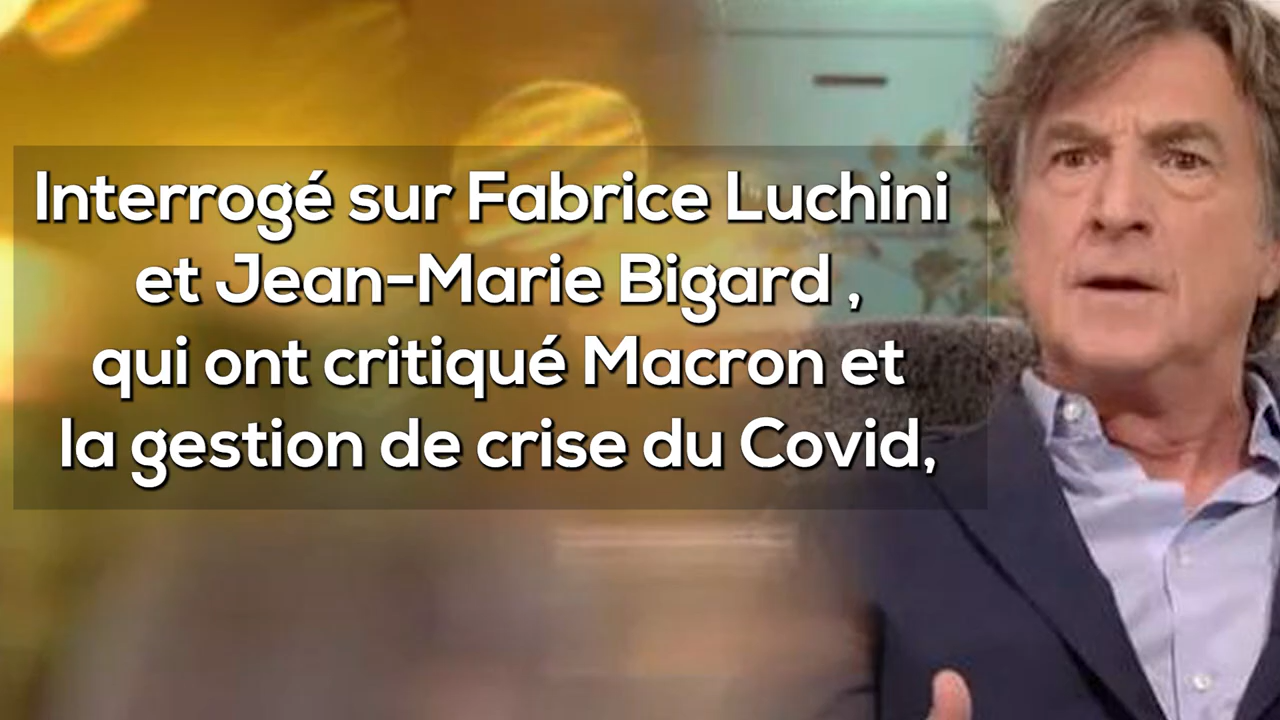 Interrogé sur Fabrice Luchini
et Jean-Marie Bigard ,
qui ont critiqué Macron et
la gestion de crise du Covid,